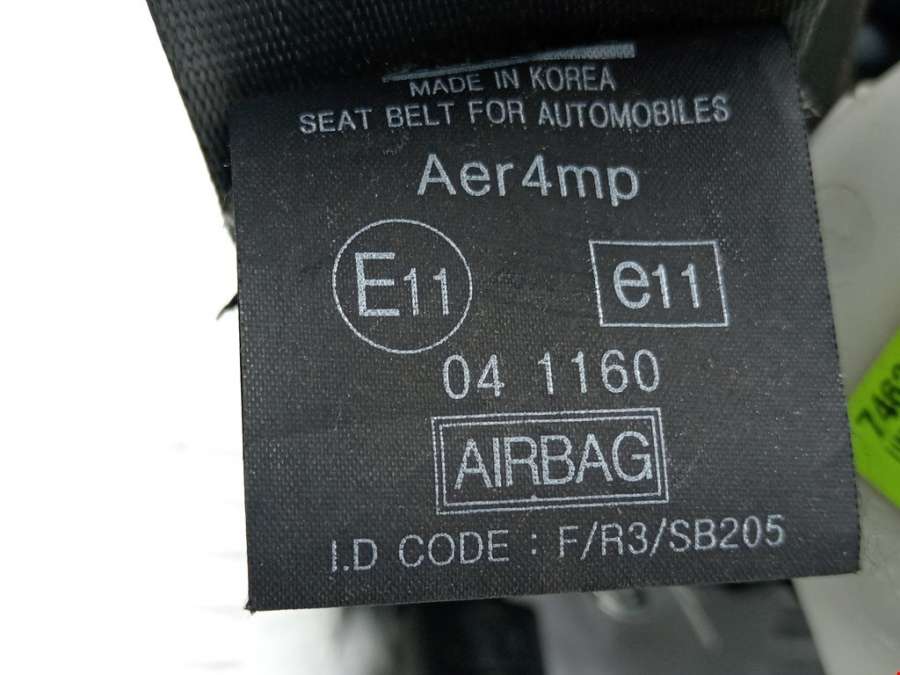 MADE IN KOREA
SEAT BELT FOR AUTOMOBILES
Aer4mp
E11 e11
04 1160
AIRBAG
I.D CODE : F/R3/SB205